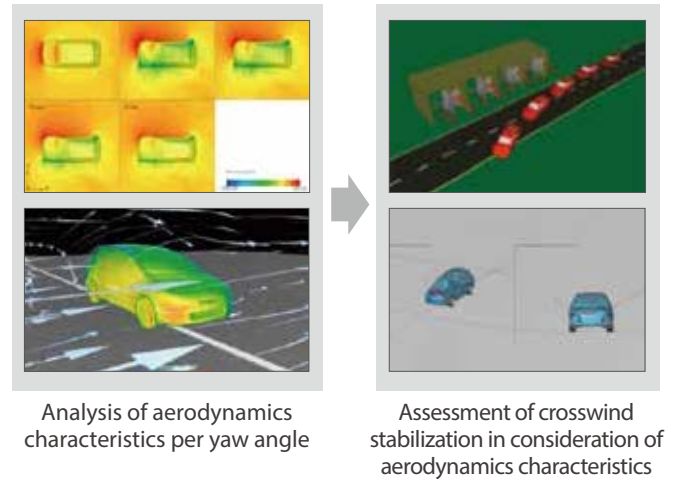 Analysis of aerodynamics
characteristics per yaw angle
Assessment of crosswind
stabilization in consideration of
aerodynamics characteristics